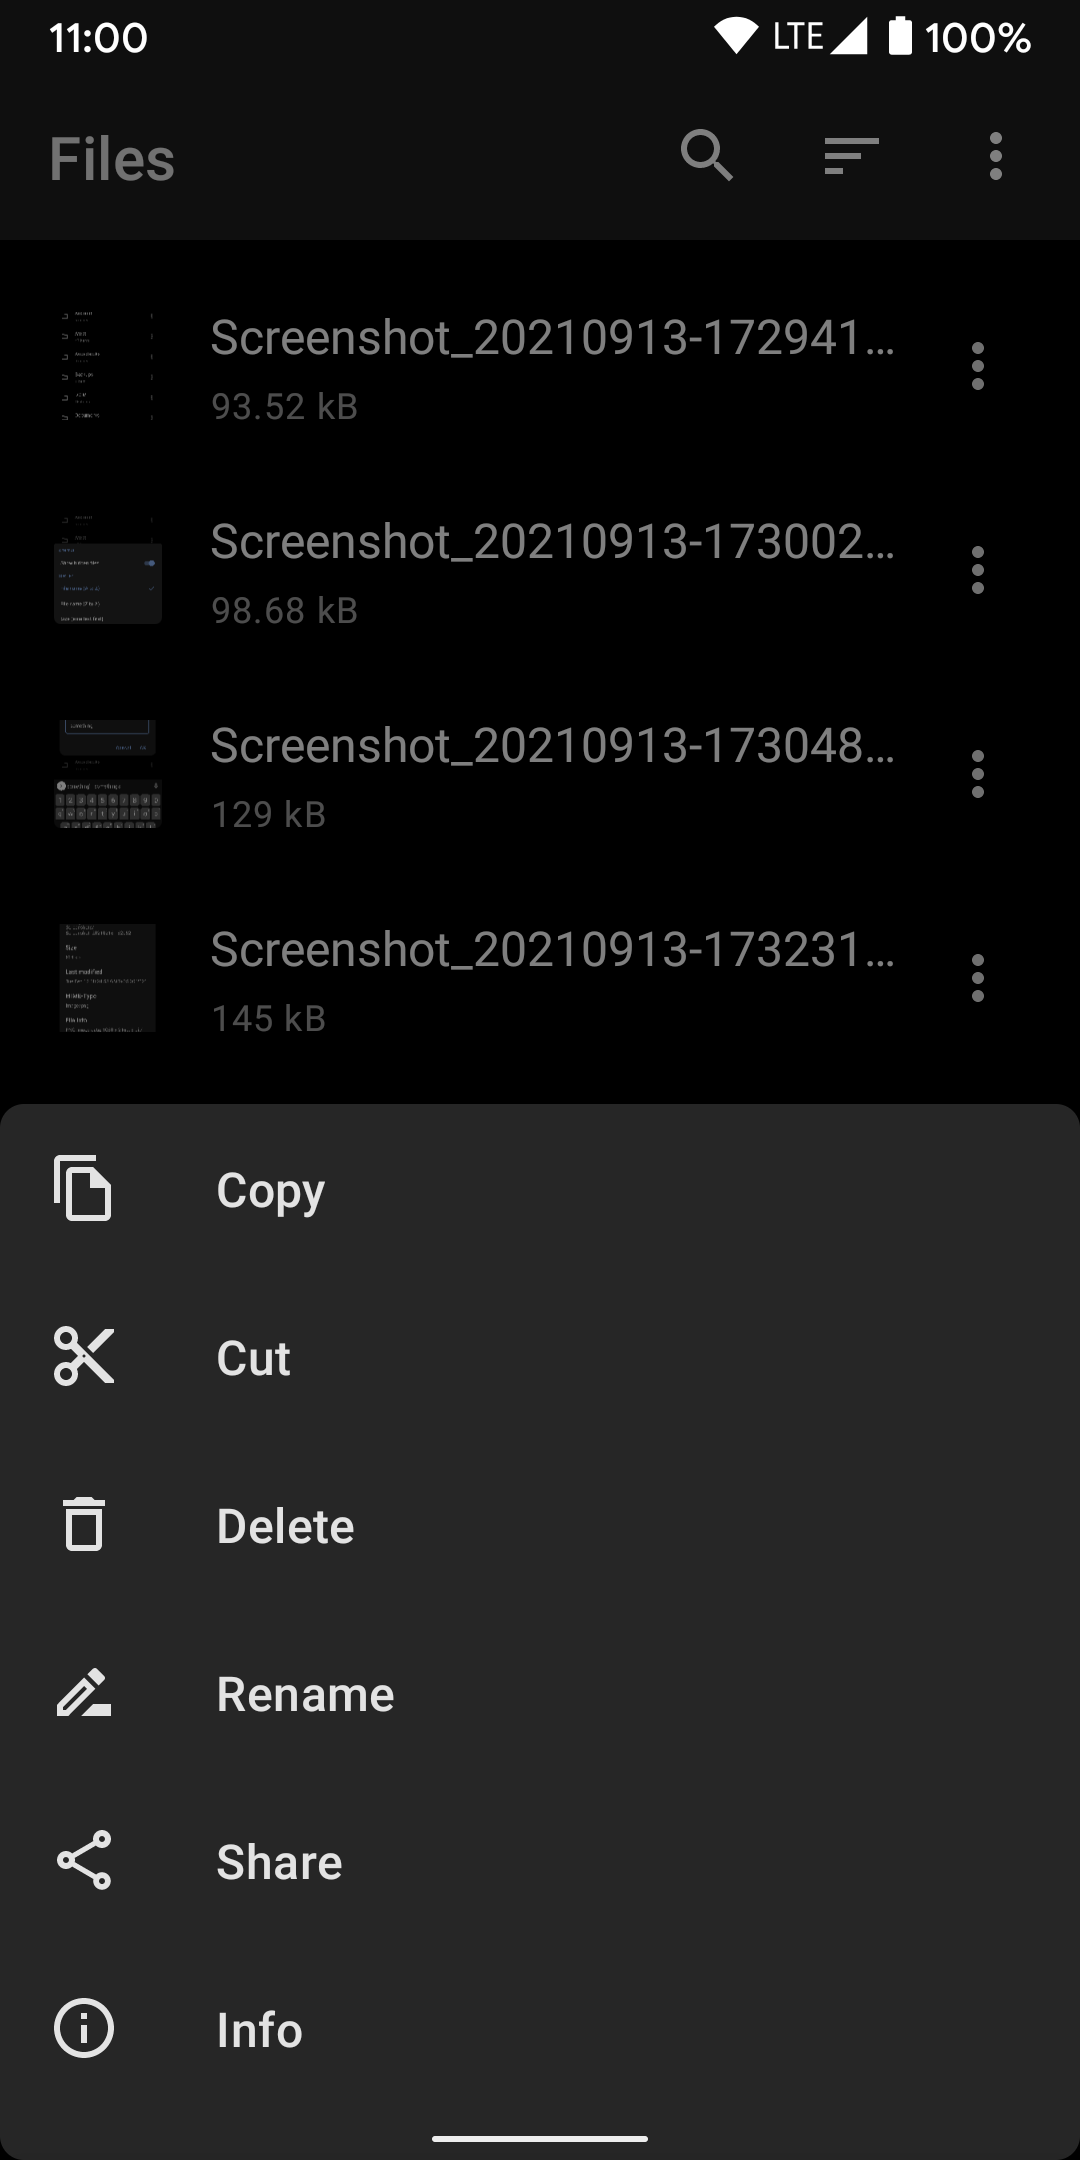 11:00 LTE 100%
Files
Screenshot_20210913-172941...
93.52 kB
Screenshot_20210913-173002...
98.68 kB
Screenshot_20210913-173048...
129 kB
Screenshot_20210913-173231...
145 kB
Copy
Cut
Delete
Rename
Share
Info